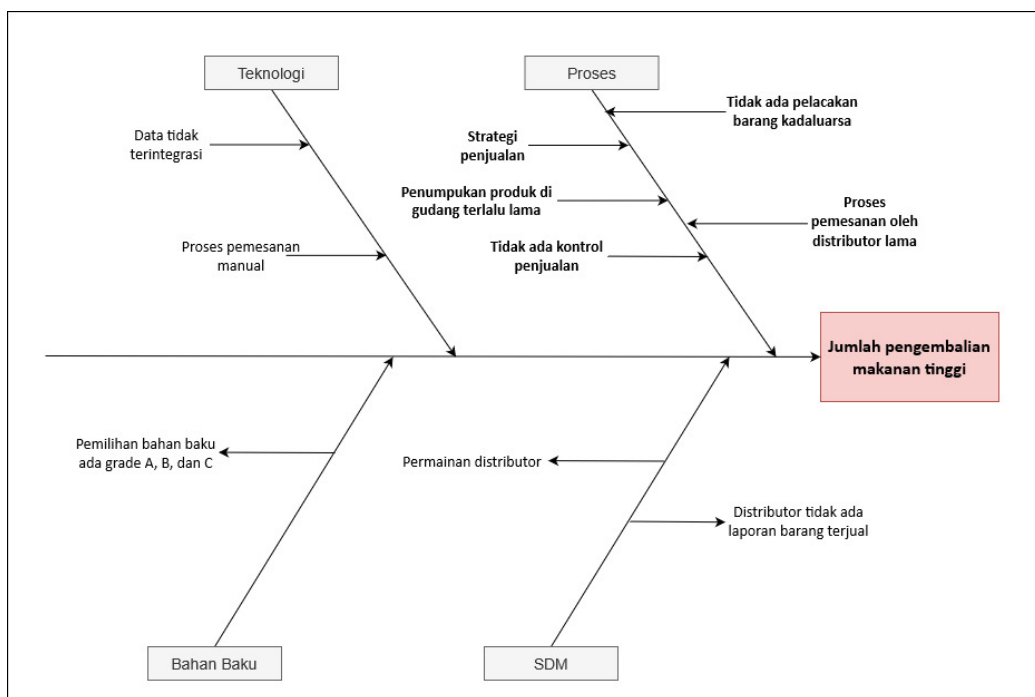 Teknologi
Proses
Data tidak
terintegrasi
Proses pemesanan
manual
Tidak ada pelacakan
barang kadaluarsa
Strategi
penjualan
Penumpukan produk di
gudang terlalu lama
Proses
pemesanan oleh
distributor lama
Tidak ada kontrol
penjualan
Jumlah pengembalian
makanan tinggi
Pemilihan bahan baku
ada grade A, B, dan C
Permainan distributor
Distributor tidak ada
laporan barang terjual
Bahan Baku
SDM